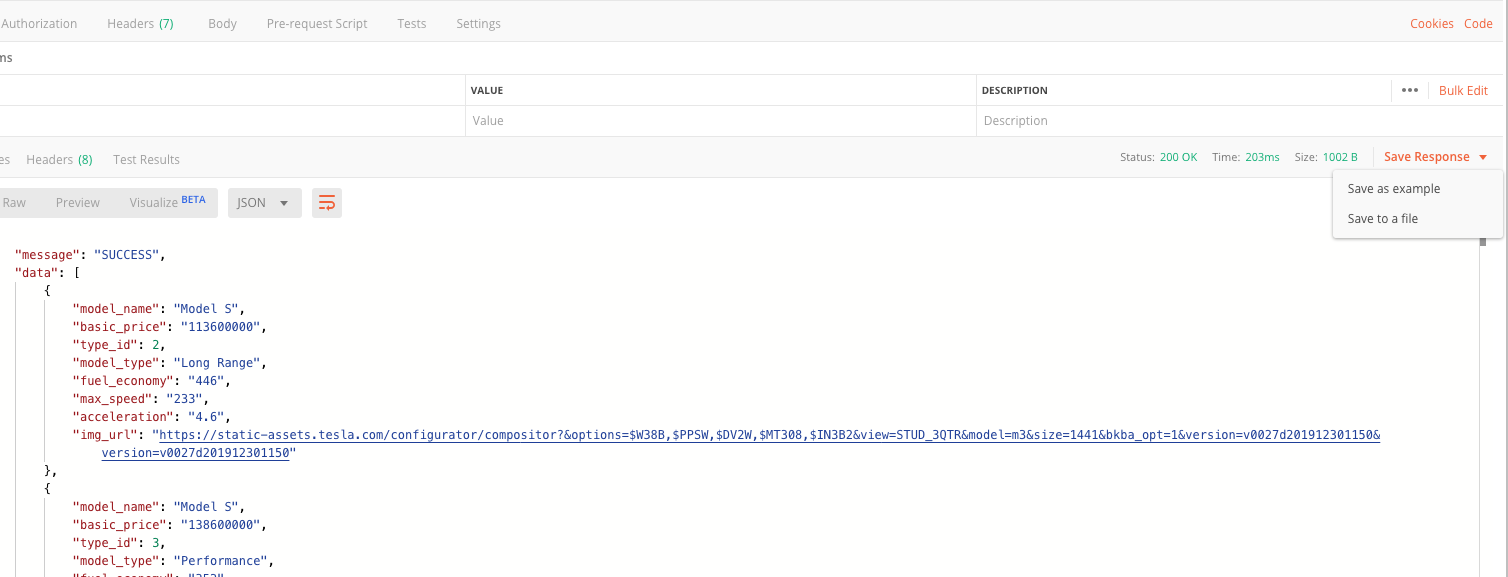 Authorization Headers (7) Body Pre-request Script Tests Settings Cookies Code
ms
VALUE DESCRIPTION ••• Bulk Edit
Value Description
es Headers (8) Test Results Status: 200 OK Time: 203ms Size: 1002 B Save Response
Save as example
Save to a file
Raw Preview Visualize BETA JSON
"message": "SUCCESS",
"data": [
{
"model_name": "Model S",
"basic_price": "113600000",
"type_id": 2,
"model_type": "Long Range",
"fuel_economy": "446",
"max_speed": "233",
"acceleration": "4.6",
"img_url": "https://static-assets.tesla.com/configurator/compositor?&options=$W38B,$PPSW,$DV2W,$MT308,$IN3B2&view=STUD_3QTR&model=m3&size=1441&bkba_opt=1&version=v0027d201912301150&
version=v0027d201912301150"
},
{
"model_name": "Model S",
"basic_price": "138600000",
"type_id": 3,
"model_type": "Performance",